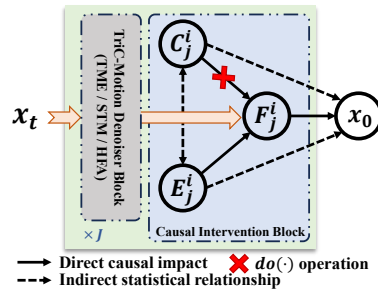 x_t
TriC-Motion Denoiser Block
(TME / STM / HFA)
× J
C_j^i
F_j^i
E_j^i
x_0
Causal Intervention Block
Direct causal impact
do(·) operation
Indirect statistical relationship